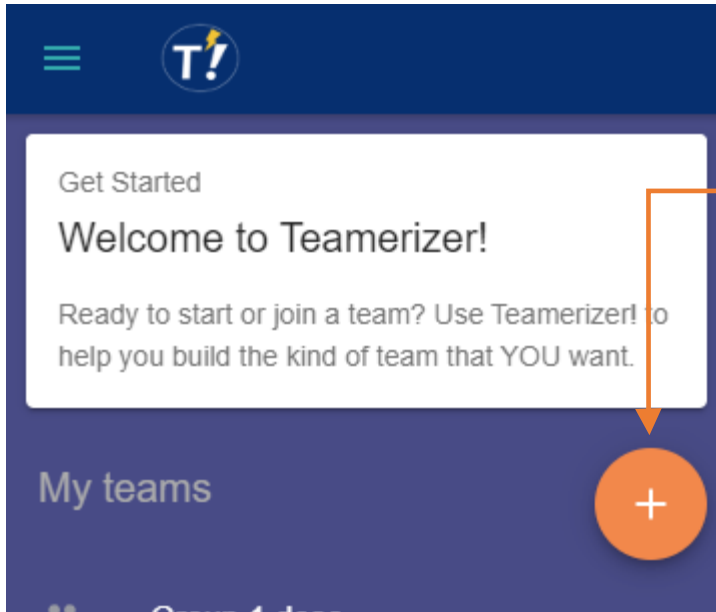 T!
Get Started
Welcome to Teamerizer!
Ready to start or join a team? Use Teamerizer! to
help you build the kind of team that YOU want.
My teams
+